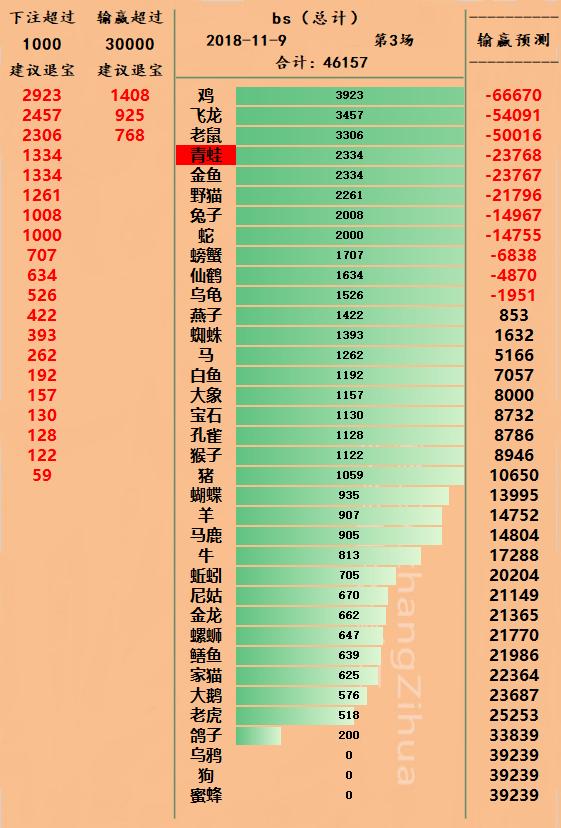 下注超过 输赢超过 bs（总计） ----------
1000 30000 2018-11-9 第3场 输赢预测
建议退宝 建议退宝 合计：46157 ----------
2923 1408 鸡 3923 -66670
2457 925 飞龙 3457 -54091
2306 768 老鼠 3306 -50016
1334 青蛙 2334 -23768
1334 金鱼 2334 -23767
1261 野猫 2261 -21796
1008 兔子 2008 -14967
1000 蛇 2000 -14755
707 螃蟹 1707 -6838
634 仙鹤 1634 -4870
526 乌龟 1526 -1951
422 燕子 1422 853
393 蜘蛛 1393 1632
262 马 1262 5166
192 白鱼 1192 7057
157 大象 1157 8000
130 宝石 1130 8732
128 孔雀 1128 8786
122 猴子 1122 8946
59 猪 1059 10650
蝴蝶 935 13995
羊 907 14752
马鹿 905 14804
牛 813 17288
蚯蚓 705 20204
尼姑 670 21149
金龙 662 21365
螺蛳 647 21770
鳝鱼 639 21986
家猫 625 22364
大鹅 576 23687
老虎 518 25253
鸽子 200 33839
乌鸦 0 39239
狗 0 39239
蜜蜂 0 39239